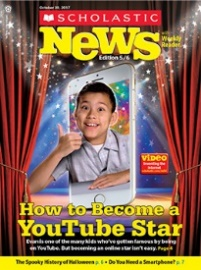 October 30, 2017
SCHOLASTIC
News
Weekly
Reader
Edition 5/6
VIDEO
How to Become a
YouTube Star
is one of the many kids who've gotten famous by being
on YouTube. But becoming an online star isn't easy.
The Spooky History of Halloween p. 6 • Do You Need a Smartphone? p. 7